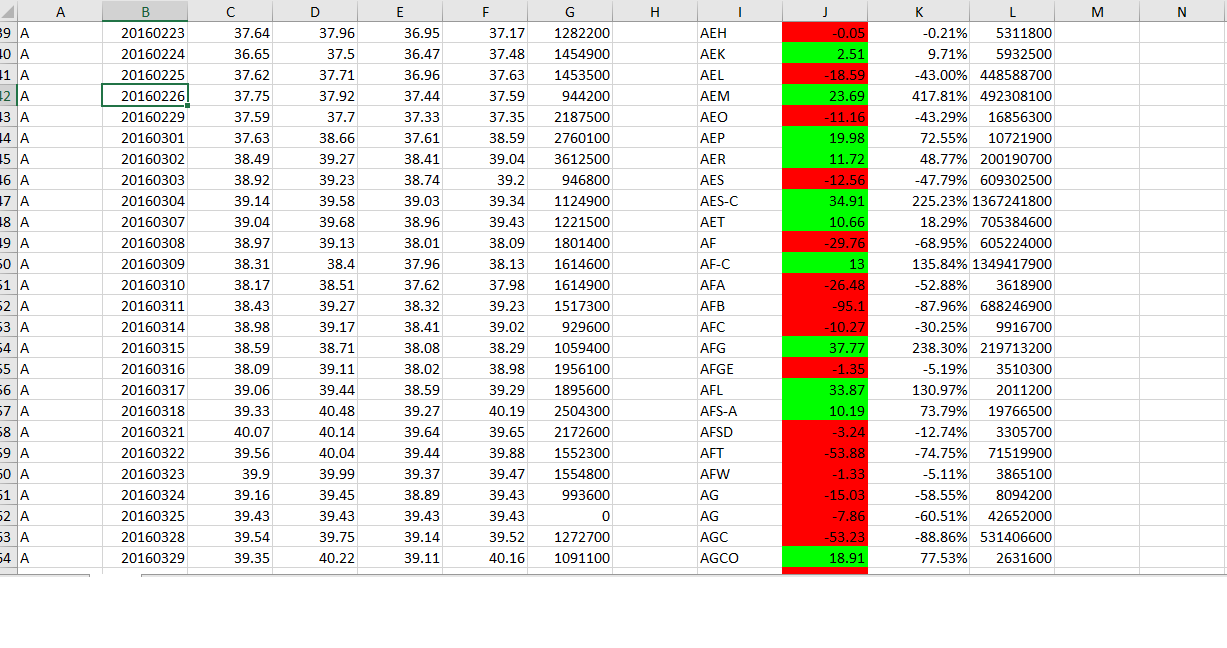 A B C D E F G H I J K L M N
39 A 20160223 37.64 37.96 36.95 37.17 1282200 AEH -0.05 -0.21% 5311800
40 A 20160224 36.65 37.5 36.47 37.48 1454900 AEK 2.51 9.71% 5932500
41 A 20160225 37.62 37.71 36.96 37.63 1453500 AEL -18.59 -43.00% 448588700
42 A 20160226 37.75 37.92 37.44 37.59 944200 AEM 23.69 417.81% 492308100
43 A 20160229 37.59 37.7 37.33 37.35 2187500 AEO -11.16 -43.29% 16856300
44 A 20160301 37.63 38.66 37.61 38.59 2760100 AEP 19.98 72.55% 10721900
45 A 20160302 38.49 39.27 38.41 39.04 3612500 AER 11.72 48.77% 200190700
46 A 20160303 38.92 39.23 38.74 39.2 946800 AES -12.56 -47.79% 609302500
47 A 20160304 39.14 39.58 39.03 39.34 1124900 AES-C 34.91 225.23% 1367241800
48 A 20160307 39.04 39.68 38.96 39.43 1221500 AET 10.66 18.29% 705384600
49 A 20160308 38.97 39.13 38.01 38.09 1801400 AF -29.76 -68.95% 605224000
50 A 20160309 38.31 38.4 37.96 38.13 1614600 AF-C 13 135.84% 1349417900
51 A 20160310 38.17 38.51 37.62 37.98 1614900 AFA -26.48 -52.88% 3618900
52 A 20160311 38.43 39.27 38.32 39.23 1517300 AFB -95.1 -87.96% 688246900
53 A 20160314 38.98 39.17 38.41 39.02 929600 AFC -10.27 -30.25% 9916700
54 A 20160315 38.59 38.71 38.08 38.29 1059400 AFG 37.77 238.30% 219713200
55 A 20160316 38.09 39.11 38.02 38.98 1956100 AFGE -1.35 -5.19% 3510300
56 A 20160317 39.06 39.44 38.59 39.29 1895600 AFL 33.87 130.97% 2011200
57 A 20160318 39.33 40.48 39.27 40.19 2504300 AFS-A 10.19 73.79% 19766500
58 A 20160321 40.07 40.14 39.64 39.65 2172600 AFSD -3.24 -12.74% 3305700
59 A 20160322 39.56 40.04 39.44 39.88 1552300 AFT -53.88 -74.75% 71519900
60 A 20160323 39.9 39.99 39.37 39.47 1554800 AFW -1.33 -5.11% 3865100
61 A 20160324 39.16 39.45 38.89 39.43 993600 AG -15.03 -58.55% 8094200
62 A 20160325 39.43 39.43 39.43 39.43 0 AG -7.86 -60.51% 42652000
63 A 20160328 39.54 39.75 39.14 39.52 1272700 AGC -53.23 -88.86% 531406600
64 A 20160329 39.35 40.22 39.11 40.16 1091100 AGCO 18.91 77.53% 2631600